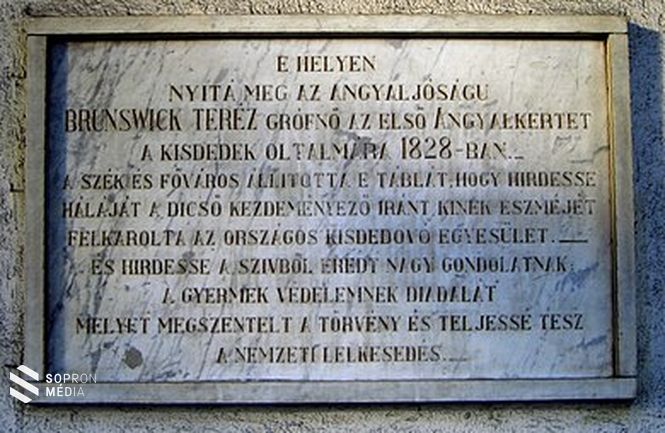 E HELYEN
NYITÁ MEG AZ ANGYALJÓSÁGU
BRUNSWICK TERÉZ GRÓFNŐ AZ ELSŐ ANGYALKERTET
A KISDEDEK OLTALMÁRA 1828-BAN._
A SZÉK ÉS FŐVÁROS ÁLLITOTTA E TÁBLÁT, HOGY HIRDESSE
HÁLÁJÁT A DICSŐ KEZDEMÉNYEZŐ IRÁNT, KINEK ESZMÉJÉT
FELKAROLTA AZ ORSZÁGOS KISDEDÓVÓ EGYESÜLET.__
ÉS HIRDESSE A SZIVBŐL EREDT NAGY GONDOLATNAK,
A GYERMEK VÉDELEMNEK DIADALÁT
MELYET MEGSZENTELT A TÖRVÉNY ÉS TELJESSÉ TESZ
A NEMZETI LELKESEDÉS.__
SOPRON
MÉDIA